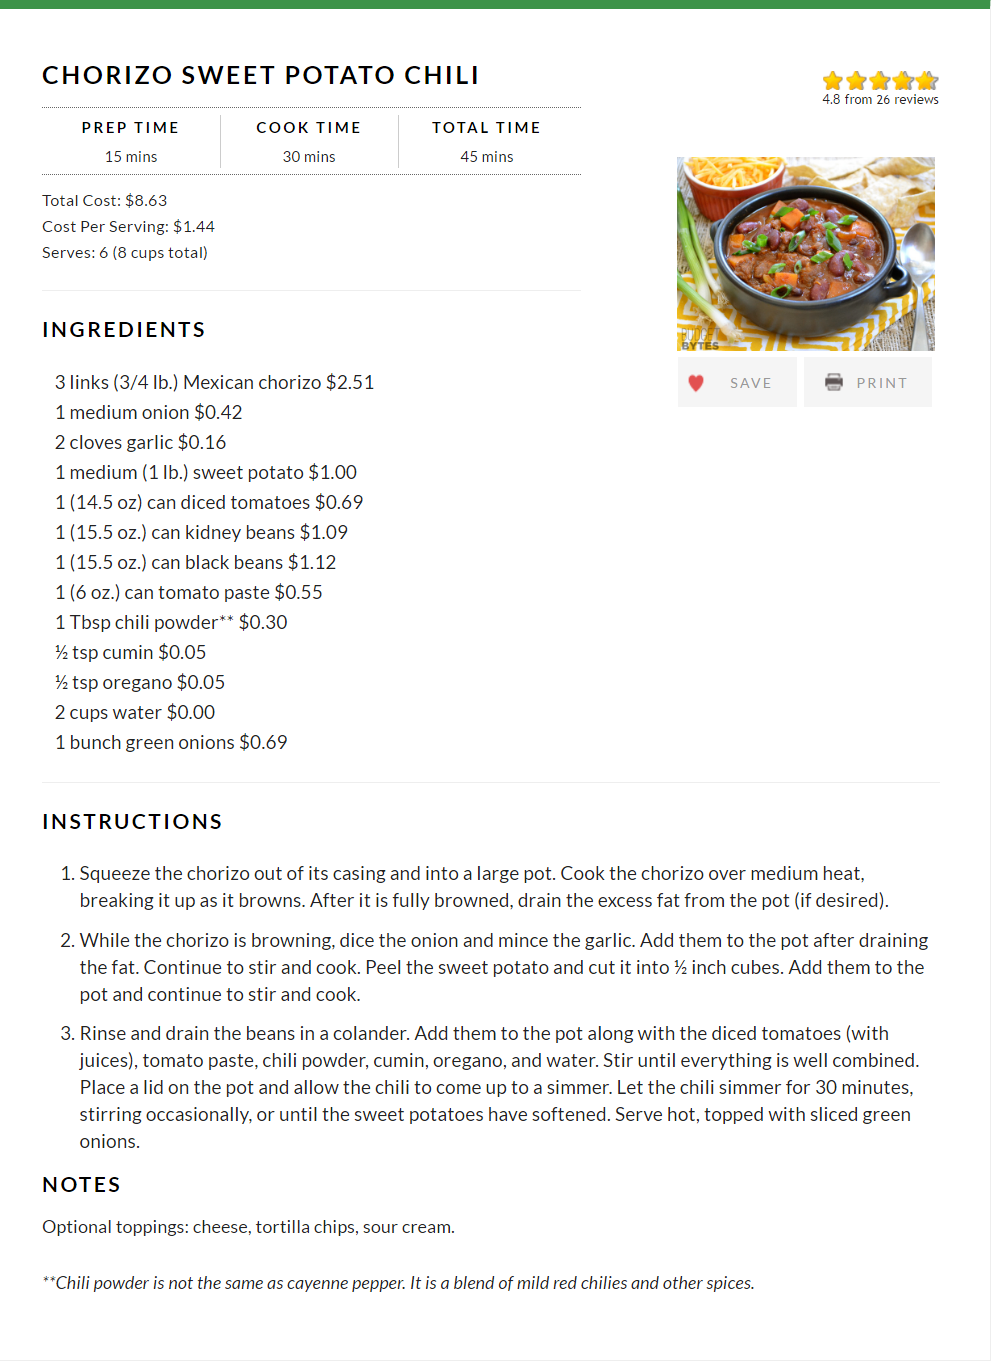 CHORIZO SWEET POTATO CHILI
4.8 from 26 reviews
PREP TIME
15 mins
COOK TIME
30 mins
TOTAL TIME
45 mins
Total Cost: $8.63
Cost Per Serving: $1.44
Serves: 6 (8 cups total)
BUDGET
BYTES
SAVE
PRINT
INGREDIENTS
3 links (3/4 lb.) Mexican chorizo $2.51
1 medium onion $0.42
2 cloves garlic $0.16
1 medium (1 lb.) sweet potato $1.00
1 (14.5 oz) can diced tomatoes $0.69
1 (15.5 oz.) can kidney beans $1.09
1 (15.5 oz.) can black beans $1.12
1 (6 oz.) can tomato paste $0.55
1 Tbsp chili powder** $0.30
½ tsp cumin $0.05
½ tsp oregano $0.05
2 cups water $0.00
1 bunch green onions $0.69
INSTRUCTIONS
1. Squeeze the chorizo out of its casing and into a large pot. Cook the chorizo over medium heat,
breaking it up as it browns. After it is fully browned, drain the excess fat from the pot (if desired).
2. While the chorizo is browning, dice the onion and mince the garlic. Add them to the pot after draining
the fat. Continue to stir and cook. Peel the sweet potato and cut it into ½ inch cubes. Add them to the
pot and continue to stir and cook.
3. Rinse and drain the beans in a colander. Add them to the pot along with the diced tomatoes (with
juices), tomato paste, chili powder, cumin, oregano, and water. Stir until everything is well combined.
Place a lid on the pot and allow the chili to come up to a simmer. Let the chili simmer for 30 minutes,
stirring occasionally, or until the sweet potatoes have softened. Serve hot, topped with sliced green
onions.
NOTES
Optional toppings: cheese, tortilla chips, sour cream.
**Chili powder is not the same as cayenne pepper. It is a blend of mild red chilies and other spices.